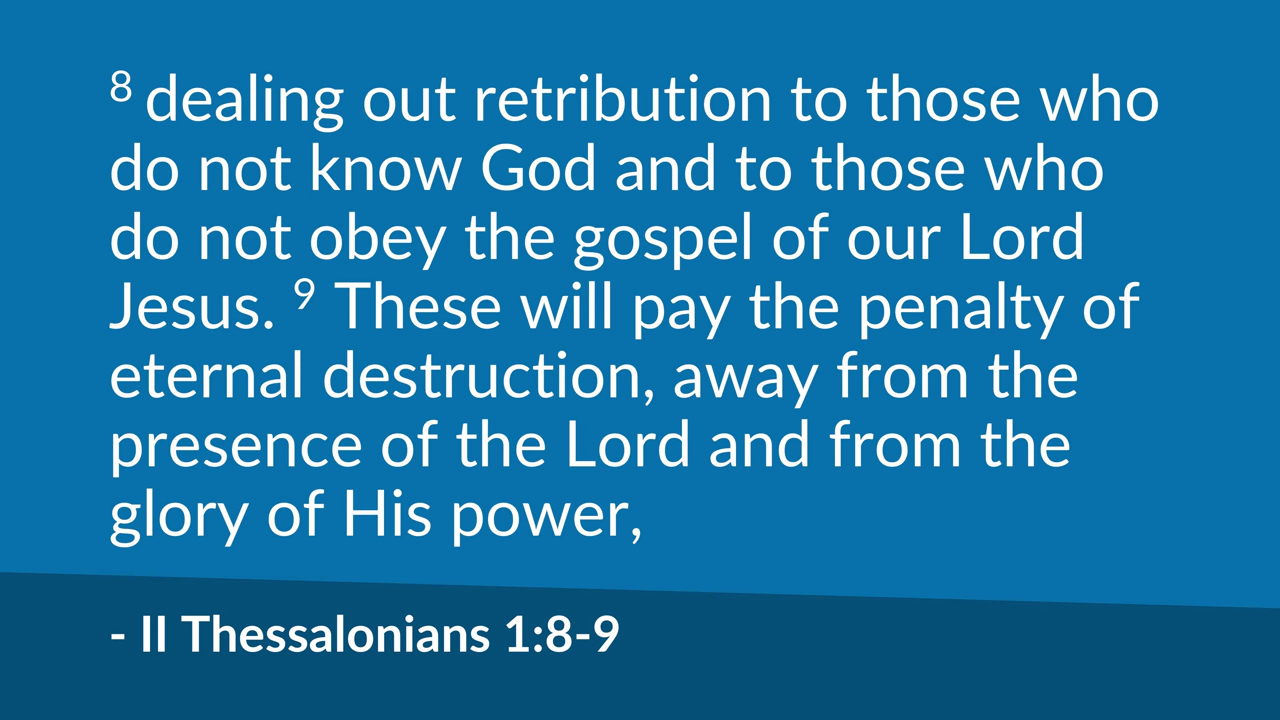 8 dealing out retribution to those who
do not know God and to those who
do not obey the gospel of our Lord
Jesus. 9 These will pay the penalty of
eternal destruction, away from the
presence of the Lord and from the
glory of His power,
- II Thessalonians 1:8-9